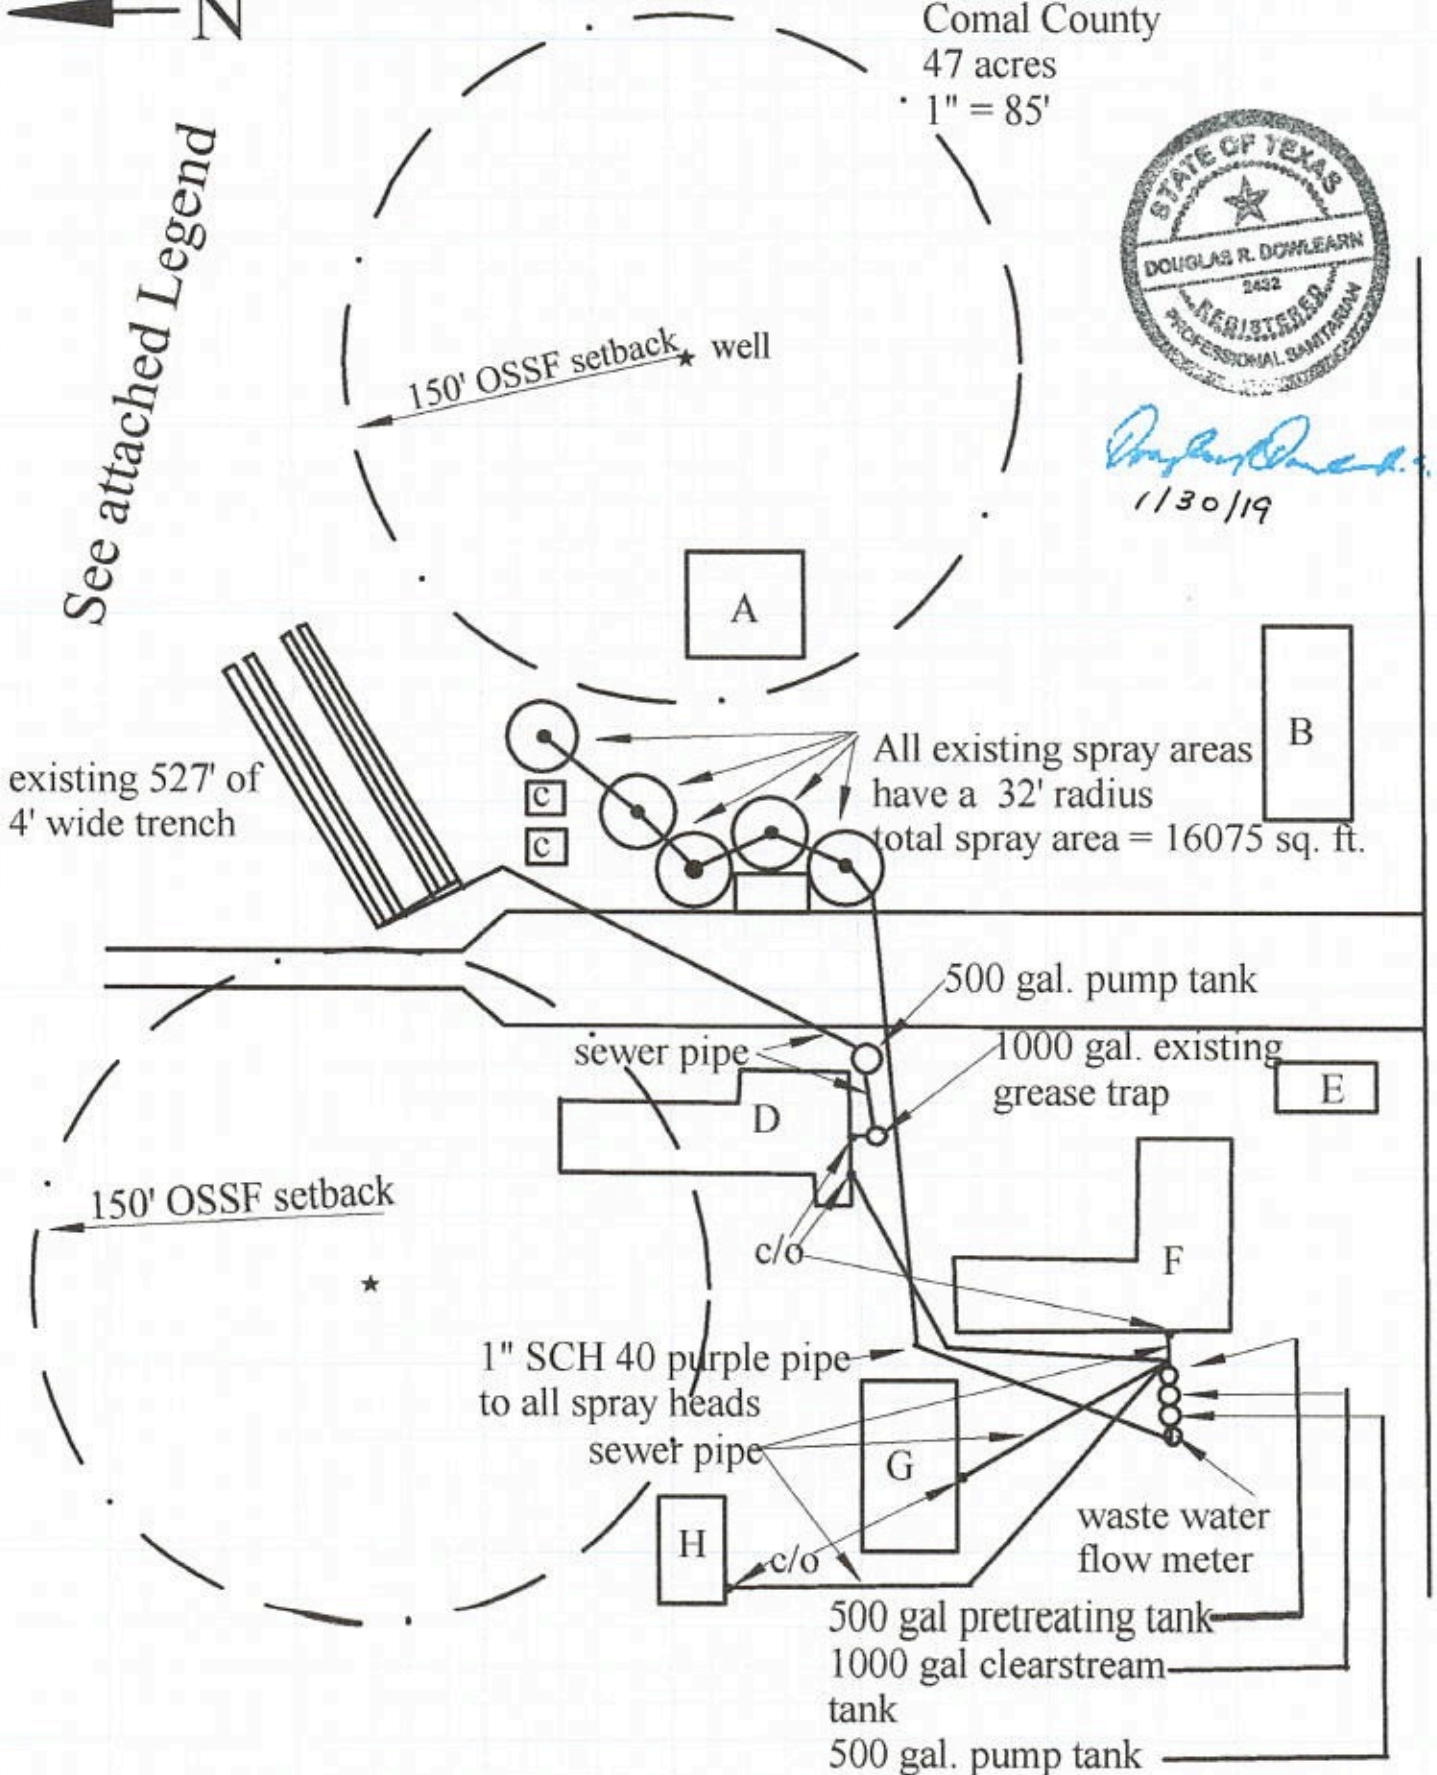 N
Comal County
47 acres
1" = 85'
See attached Legend
STATE OF TEXAS
DOUGLAS R. DOWLEARN
2432
REGISTERED
PROFESSIONAL SANITARIAN
1/30/19
150' OSSF setback
well
A
B
existing 527' of
4' wide trench
c
c
All existing spray areas
have a 32' radius
total spray area = 16075 sq. ft.
500 gal. pump tank
sewer pipe
1000 gal. existing
grease trap
E
D
150' OSSF setback
c/o
F
1" SCH 40 purple pipe
to all spray heads
sewer pipe
G
H
c/o
waste water
flow meter
500 gal pretreating tank
1000 gal clearstream
tank
500 gal. pump tank